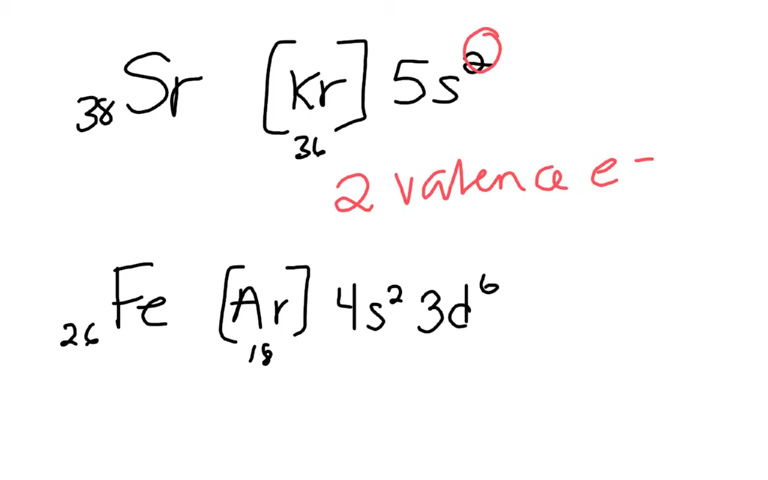 38Sr [Kr] 5s²
36
2 valence e-
26Fe [Ar] 4s² 3d⁶
18